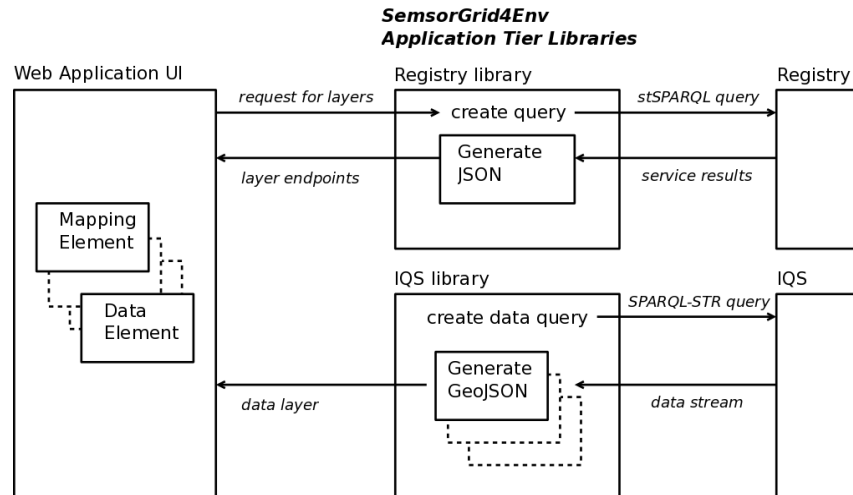 SemsorGrid4Env
Application Tier Libraries
Web Application UI
Registry library
Registry
request for layers
create query
stSPARQL query
Generate
JSON
layer endpoints
service results
Mapping
Element
Data
Element
IQS library
IQS
SPARQL-STR query
create data query
Generate
GeoJSON
data layer
data stream